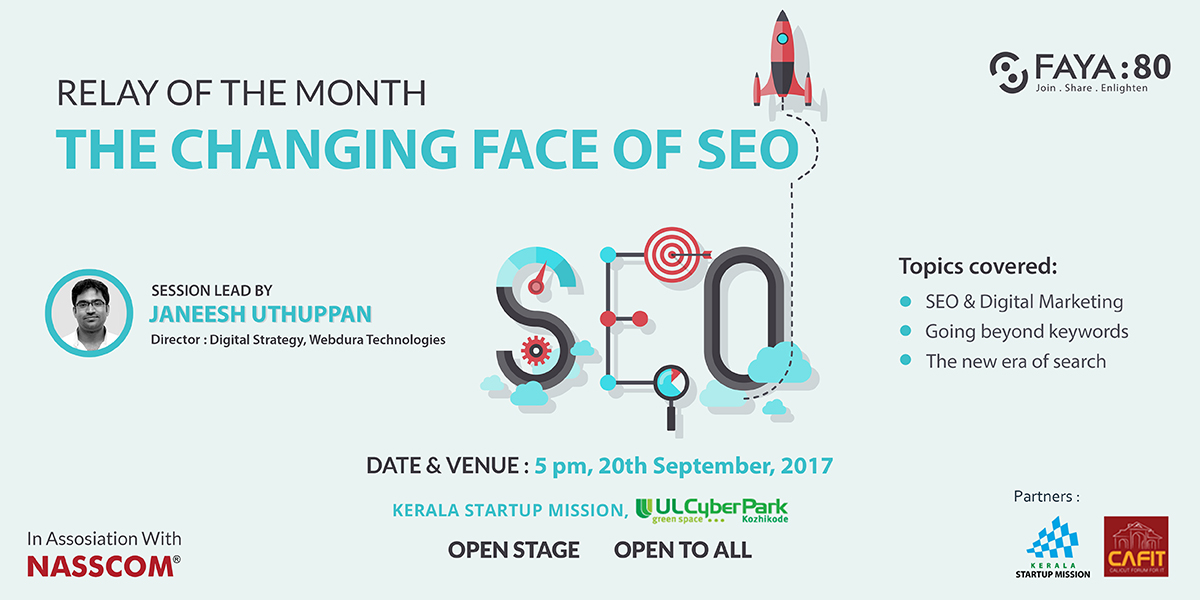 RELAY OF THE MONTH
THE CHANGING FACE OF SEO
FAYA:80
Join . Share . Enlighten
SESSION LEAD BY
JANEESH UTHUPPAN
Director : Digital Strategy, Webdura Technologies
SEO
Topics covered:
SEO & Digital Marketing
Going beyond keywords
The new era of search
DATE & VENUE : 5 pm, 20th September, 2017
KERALA STARTUP MISSION, ULCyberPark
green space Kozhikode
OPEN STAGE OPEN TO ALL
In Assosiation With
NASSCOM®
Partners :
KERALA
STARTUP MISSION
CAFIT
CALICUT FORUM FOR IT